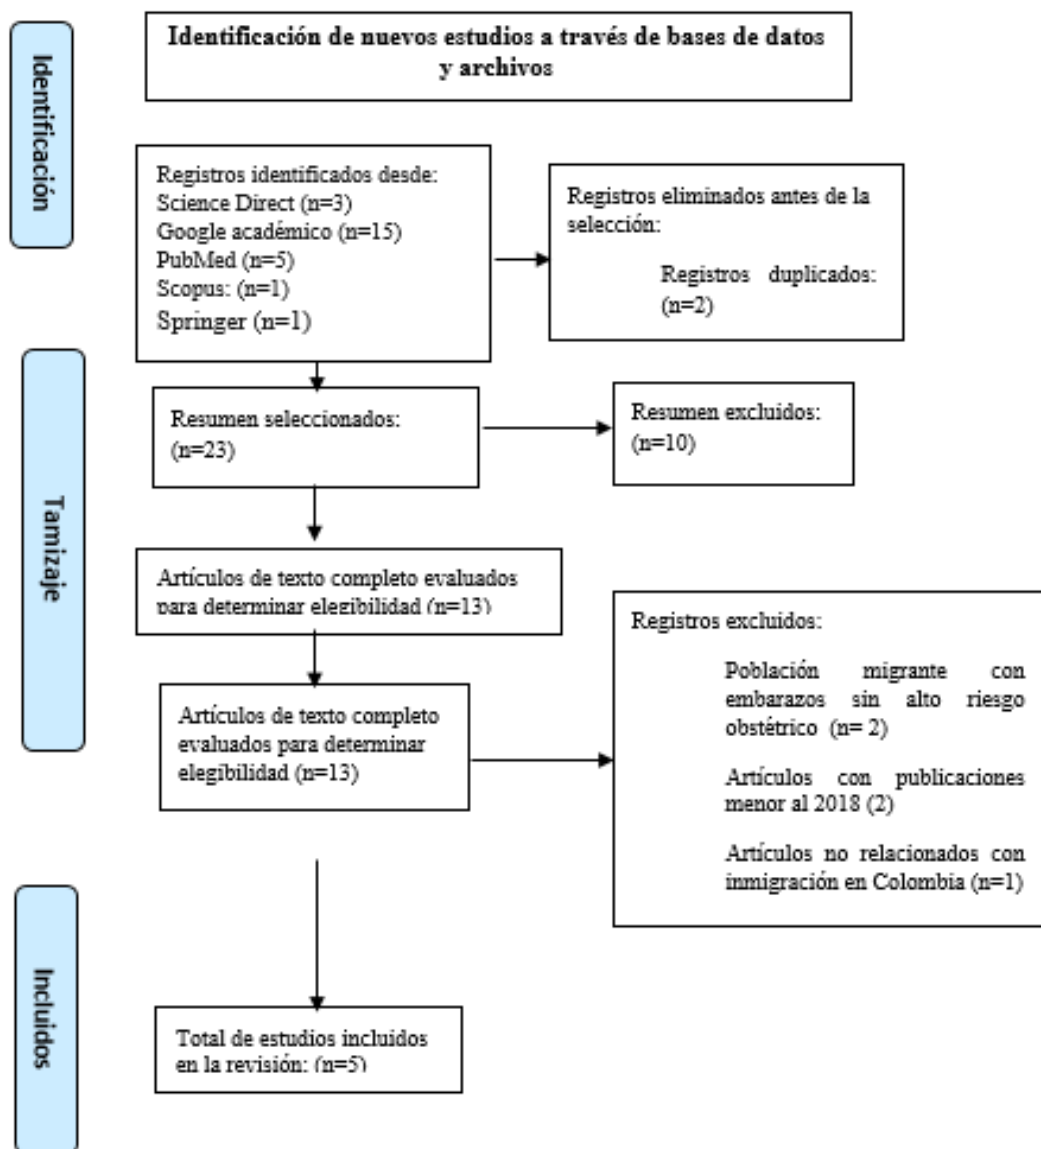 Identificación
Identificación de nuevos estudios a través de bases de datos
y archivos
Registros identificados desde:
Science Direct (n=3)
Google académico (n=15)
PubMed (n=5)
Scopus: (n=1)
Springer (n=1)
Registros eliminados antes de la
selección:
Registros duplicados:
(n=2)
Tamizaje
Resumen seleccionados:
(n=23)
Resumen excluidos:
(n=10)
Artículos de texto completo evaluados
para determinar elegibilidad (n=13)
Artículos de texto completo
evaluados para determinar
elegibilidad (n=13)
Registros excluidos:
Población migrante con
embarazos sin alto riesgo
obstétrico (n= 2)
Artículos con publicaciones
menor al 2018 (2)
Artículos no relacionados con
inmigración en Colombia (n=1)
Incluidos
Total de estudios incluidos
en la revisión: (n=5)